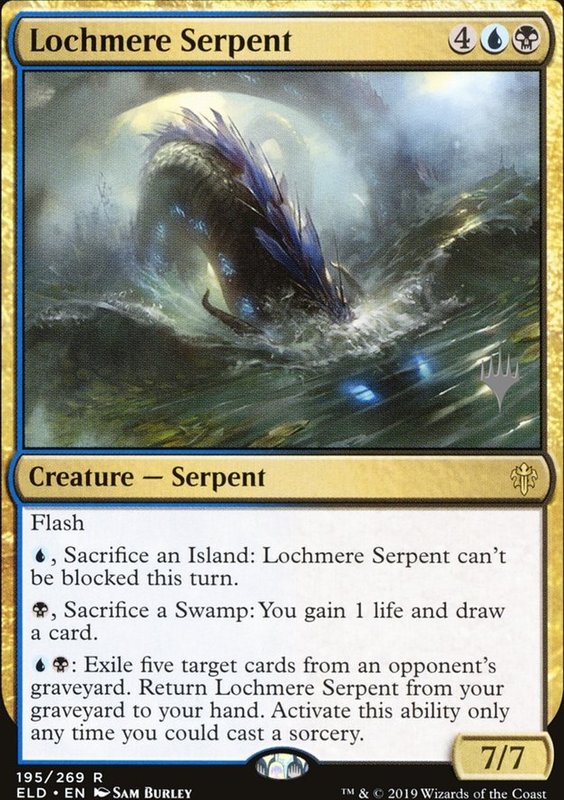 Lochmere Serpent 4
Creature — Serpent
Flash
, Sacrifice an Island: Lochmere Serpent can't
be blocked this turn.
, Sacrifice a Swamp: You gain 1 life and draw
a card.
: Exile five target cards from an opponent's
graveyard. Return Lochmere Serpent from your
graveyard to your hand. Activate this ability only
any time you could cast a sorcery.
7/7
195/269 R
ELD • EN SAM BURLEY
™ & © 2019 Wizards of the Coast